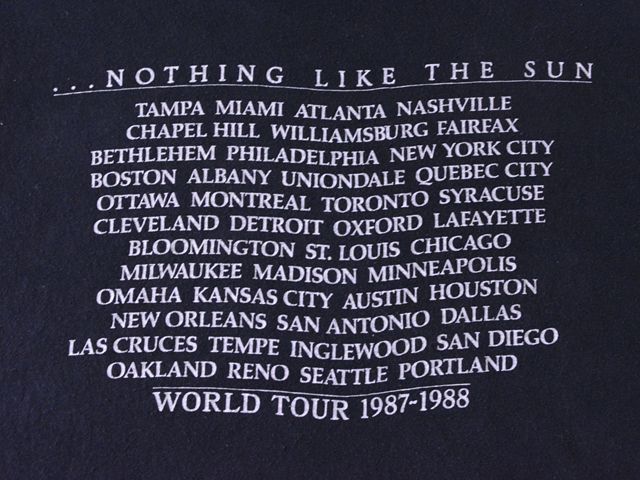 ...NOTHING LIKE THE SUN
TAMPA MIAMI ATLANTA NASHVILLE
CHAPEL HILL WILLIAMSBURG FAIRFAX
BETHLEHEM PHILADELPHIA NEW YORK CITY
BOSTON ALBANY UNIONDALE QUEBEC CITY
OTTAWA MONTREAL TORONTO SYRACUSE
CLEVELAND DETROIT OXFORD LAFAYETTE
BLOOMINGTON ST. LOUIS CHICAGO
MILWAUKEE MADISON MINNEAPOLIS
OMAHA KANSAS CITY AUSTIN HOUSTON
NEW ORLEANS SAN ANTONIO DALLAS
LAS CRUCES TEMPE INGLEWOOD SAN DIEGO
OAKLAND RENO SEATTLE PORTLAND
WORLD TOUR 1987-1988